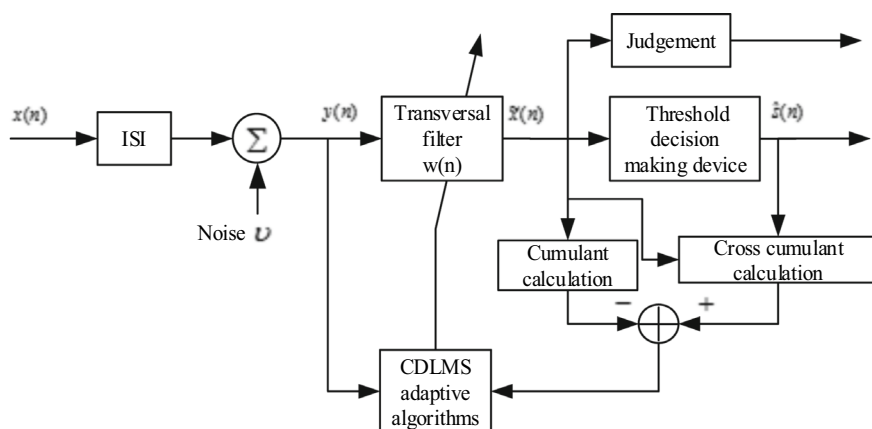 Judgement
x(n)
ISI
Σ
y(n)
Transversal
filter
w(n)
x̃(n)
Threshold
decision
making device
ẑ(n)
Noise υ
Cumulant
calculation
Cross cumulant
calculation
−
+
CDLMS
adaptive
algorithms